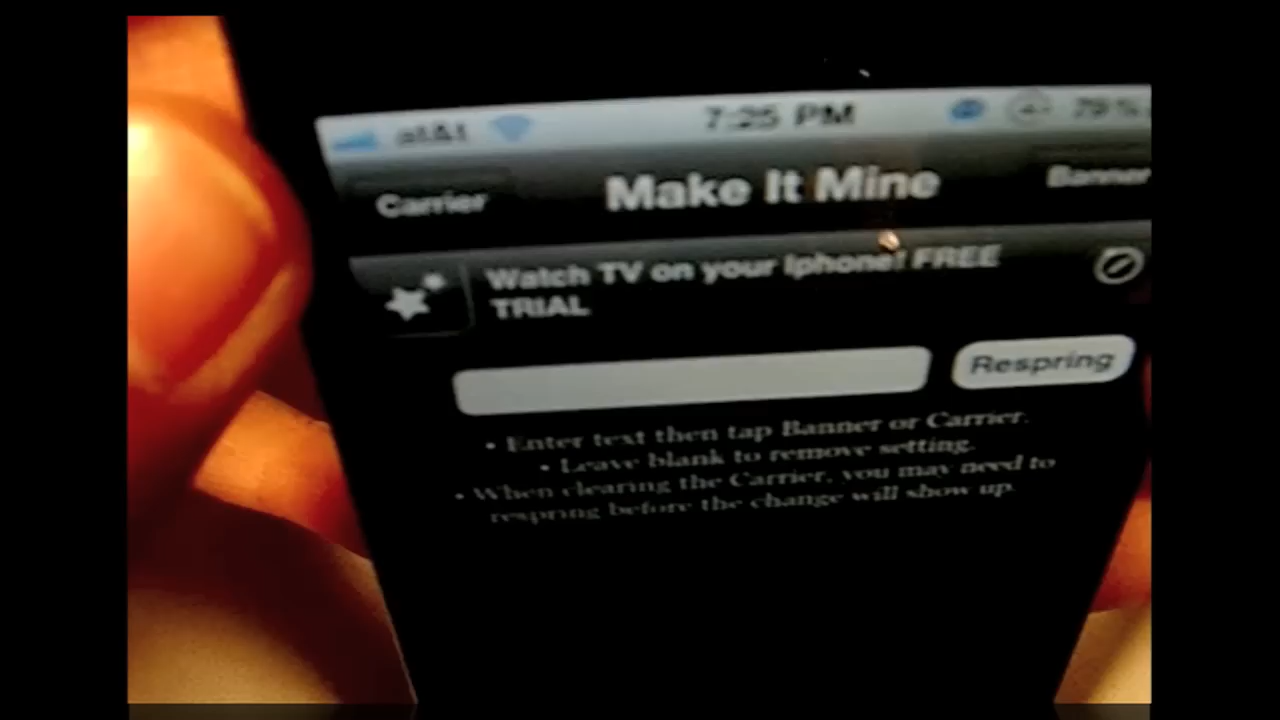 at&t 7:25 PM 79%
Carrier Make It Mine Banner
Watch TV on your Iphone! FREE
TRIAL
Respring
• Enter text then tap Banner or Carrier.
• Leave blank to remove setting.
• When clearing the Carrier, you may need to
respring before the change will show up.